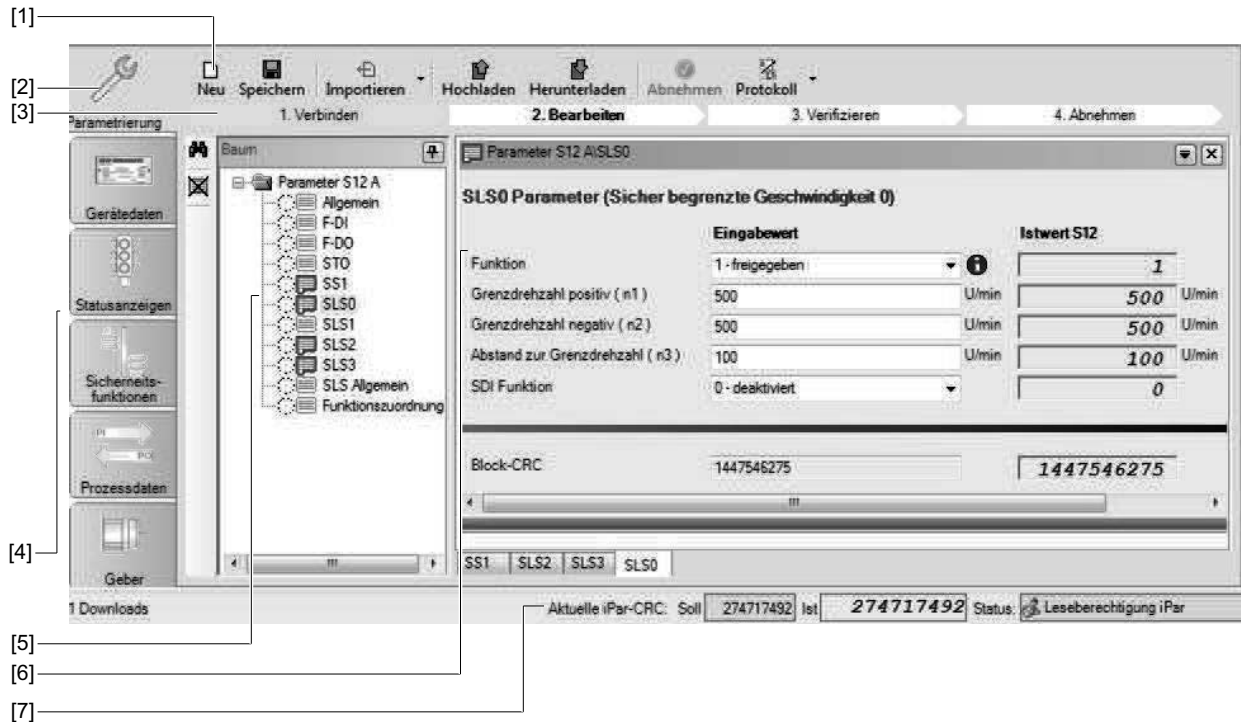 [1]
[2]
[3]
Neu Speichern Importieren Hochladen Herunterladen Abnehmen Protokoll
Parametrierung
1. Verbinden 2. Bearbeiten 3. Verifizieren 4. Abnehmen
Gerätedaten
Statusanzeigen
Sicherheits-
funktionen
PI
PO
Prozessdaten
Geber
[4]
Baum
Parameter S12 A
Allgemein
F-DI
F-DO
STO
SS1
SLS0
SLS1
SLS2
SLS3
SLS Allgemein
Funktionszuordnung
Parameter S12 A\SLS0
SLS0 Parameter (Sicher begrenzte Geschwindigkeit 0)
Eingabewert Istwert S12
Funktion 1 - freigegeben 1
Grenzdrehzahl positiv ( n1 ) 500 U/min 500 U/min
Grenzdrehzahl negativ ( n2 ) 500 U/min 500 U/min
Abstand zur Grenzdrehzahl ( n3 ) 100 U/min 100 U/min
SDI Funktion 0 - deaktiviert 0
Block-CRC 1447546275 1447546275
SS1 SLS2 SLS3 SLS0
1 Downloads Aktuelle iPar-CRC: Soll 274717492 Ist 274717492 Status: Leseberechtigung iPar
[5]
[6]
[7]